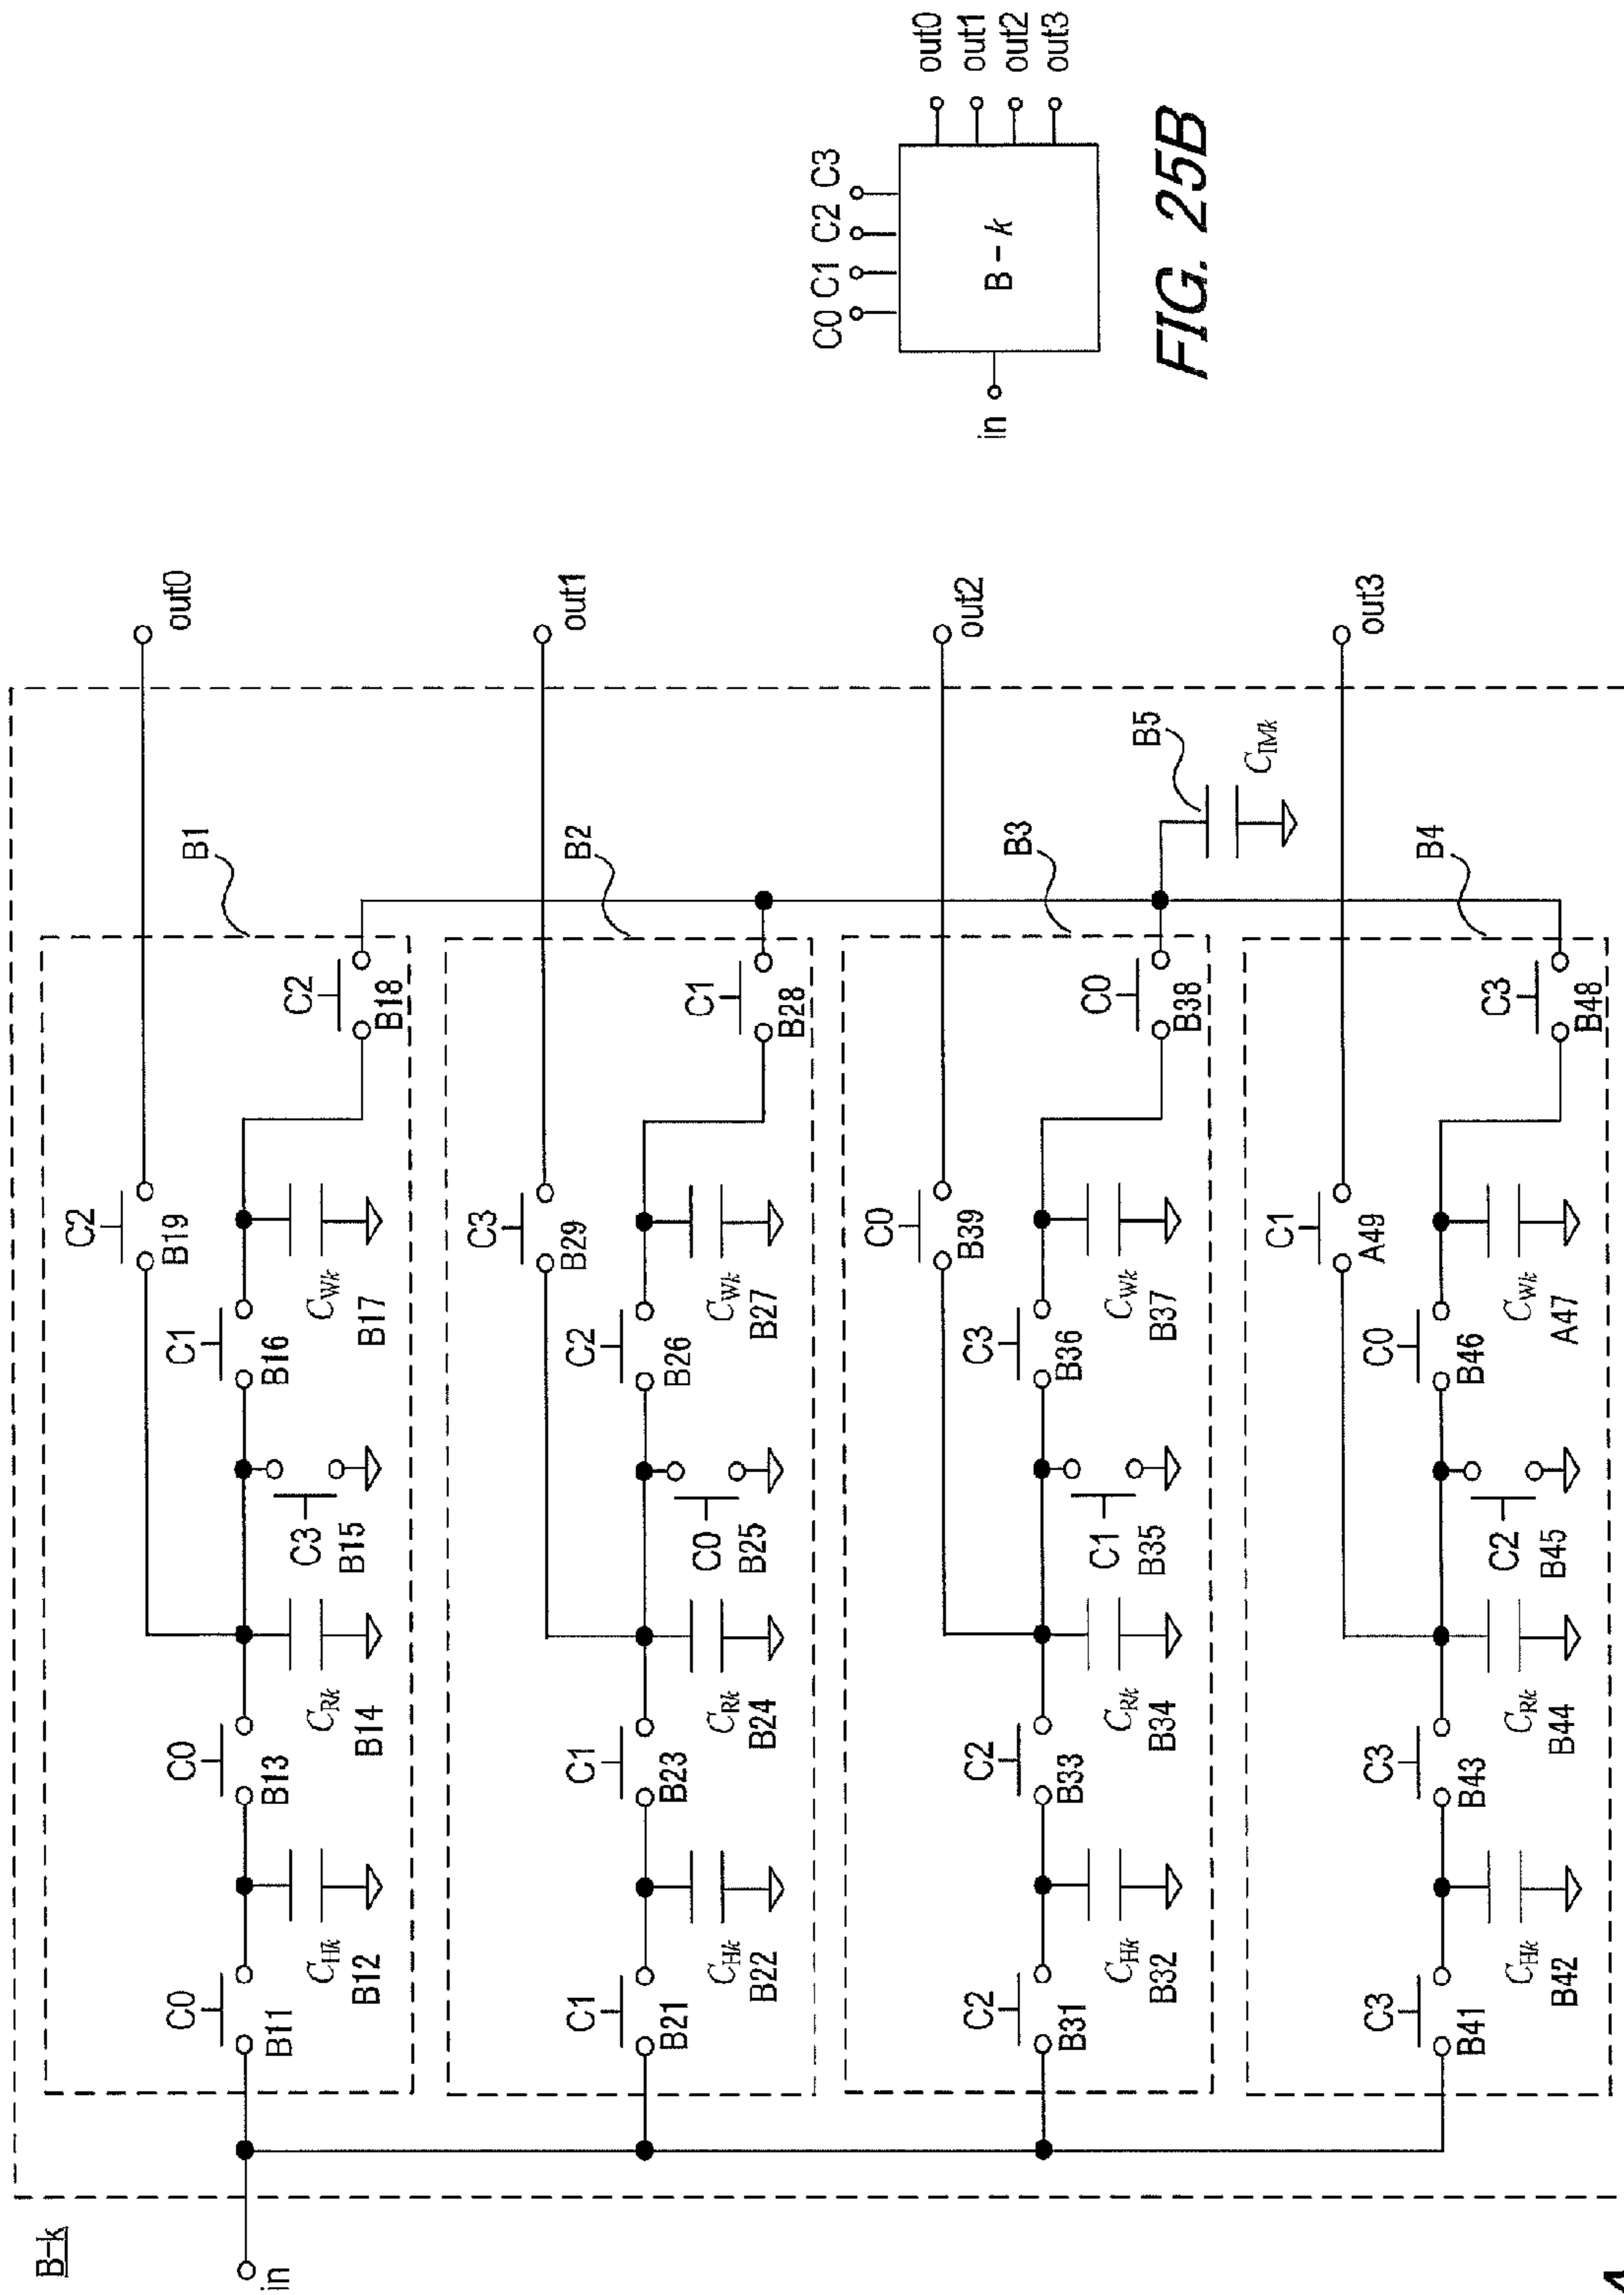 B-k
in
C0
B11
C_Hk
B12
C0
B13
C_Rk
B14
C3
B15
C1
B16
C_Wk
B17
C2
B18
C2
B19
B1
out0
C1
B21
C_Hk
B22
C1
B23
C_Rk
B24
C0
B25
C2
B26
C_Wk
B27
C1
B28
C3
B29
B2
out1
C2
B31
C_Hk
B32
C2
B33
C_Rk
B34
C1
B35
C3
B36
C_Wk
B37
C0
B38
C0
B39
B3
out2
B5
C_IMk
C3
B41
C_Hk
B42
C3
B43
C_Rk
B44
C2
B45
C0
B46
C_Wk
A47
C3
B48
C1
A49
B4
out3
C0 C1 C2 C3
in
B-k
out0
out1
out2
out3
FIG. 25B